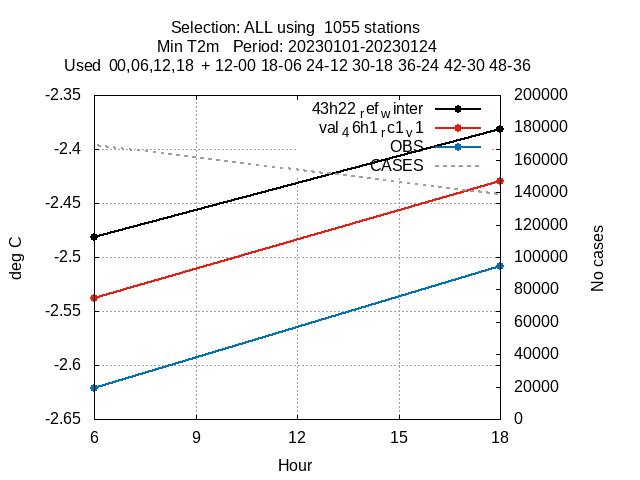 Selection: ALL using  1055 stations
Min T2m   Period: 20230101-20230124
Used  00,06,12,18  + 12-00 18-06 24-12 30-18 36-24 42-30 48-36
-2.35
-2.4
-2.45
-2.5
-2.55
-2.6
-2.65
deg C
43h22 refwinter
val46h1rc1v1
OBS
CASES
200000
180000
160000
140000
120000
100000
80000
60000
40000
20000
0
No cases
6 9 12 15 18
Hour